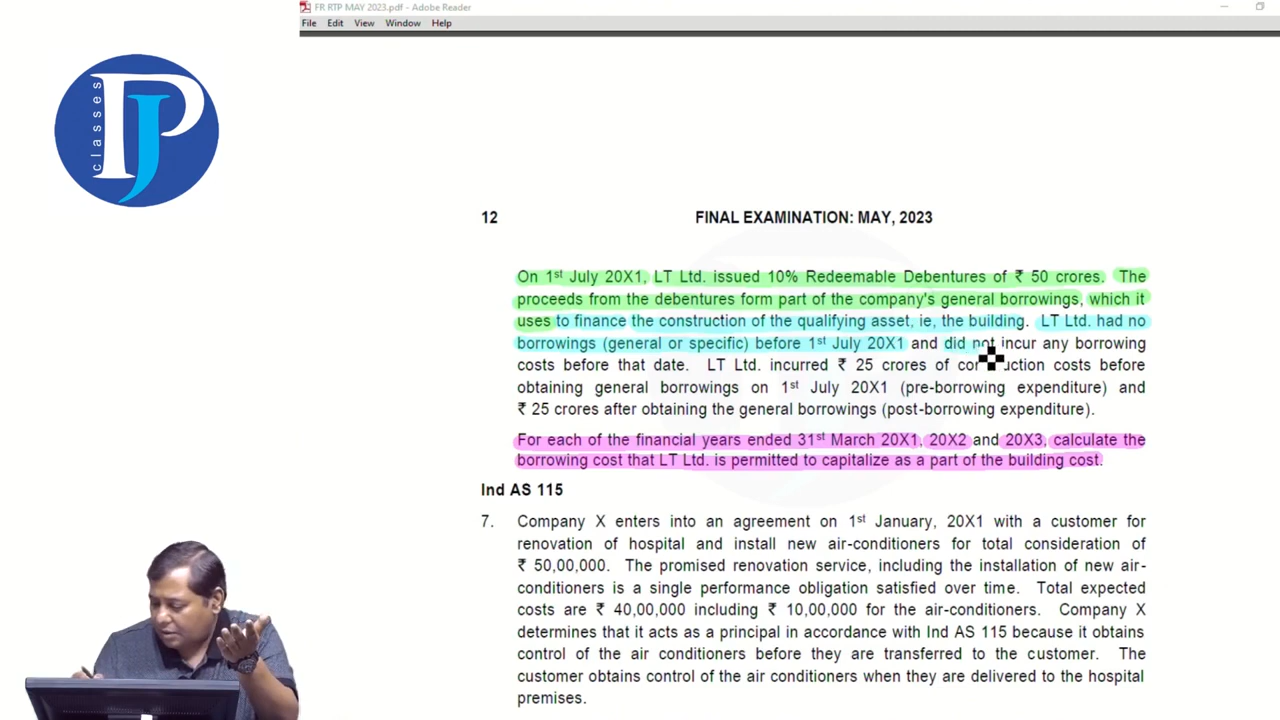 FR RTP MAY 2023.pdf - Adobe Reader
File Edit View Window Help
classes
PJ
12 FINAL EXAMINATION: MAY, 2023
On 1st July 20X1, LT Ltd. issued 10% Redeemable Debentures of ₹ 50 crores. The
proceeds from the debentures form part of the company's general borrowings, which it
uses to finance the construction of the qualifying asset, ie, the building. LT Ltd. had no
borrowings (general or specific) before 1st July 20X1 and did not incur any borrowing
costs before that date. LT Ltd. incurred ₹ 25 crores of construction costs before
obtaining general borrowings on 1st July 20X1 (pre-borrowing expenditure) and
₹ 25 crores after obtaining the general borrowings (post-borrowing expenditure).
For each of the financial years ended 31st March 20X1, 20X2 and 20X3, calculate the
borrowing cost that LT Ltd. is permitted to capitalize as a part of the building cost.
Ind AS 115
7. Company X enters into an agreement on 1st January, 20X1 with a customer for
renovation of hospital and install new air-conditioners for total consideration of
₹ 50,00,000. The promised renovation service, including the installation of new air-
conditioners is a single performance obligation satisfied over time. Total expected
costs are ₹ 40,00,000 including ₹ 10,00,000 for the air-conditioners. Company X
determines that it acts as a principal in accordance with Ind AS 115 because it obtains
control of the air conditioners before they are transferred to the customer. The
customer obtains control of the air conditioners when they are delivered to the hospital
premises.